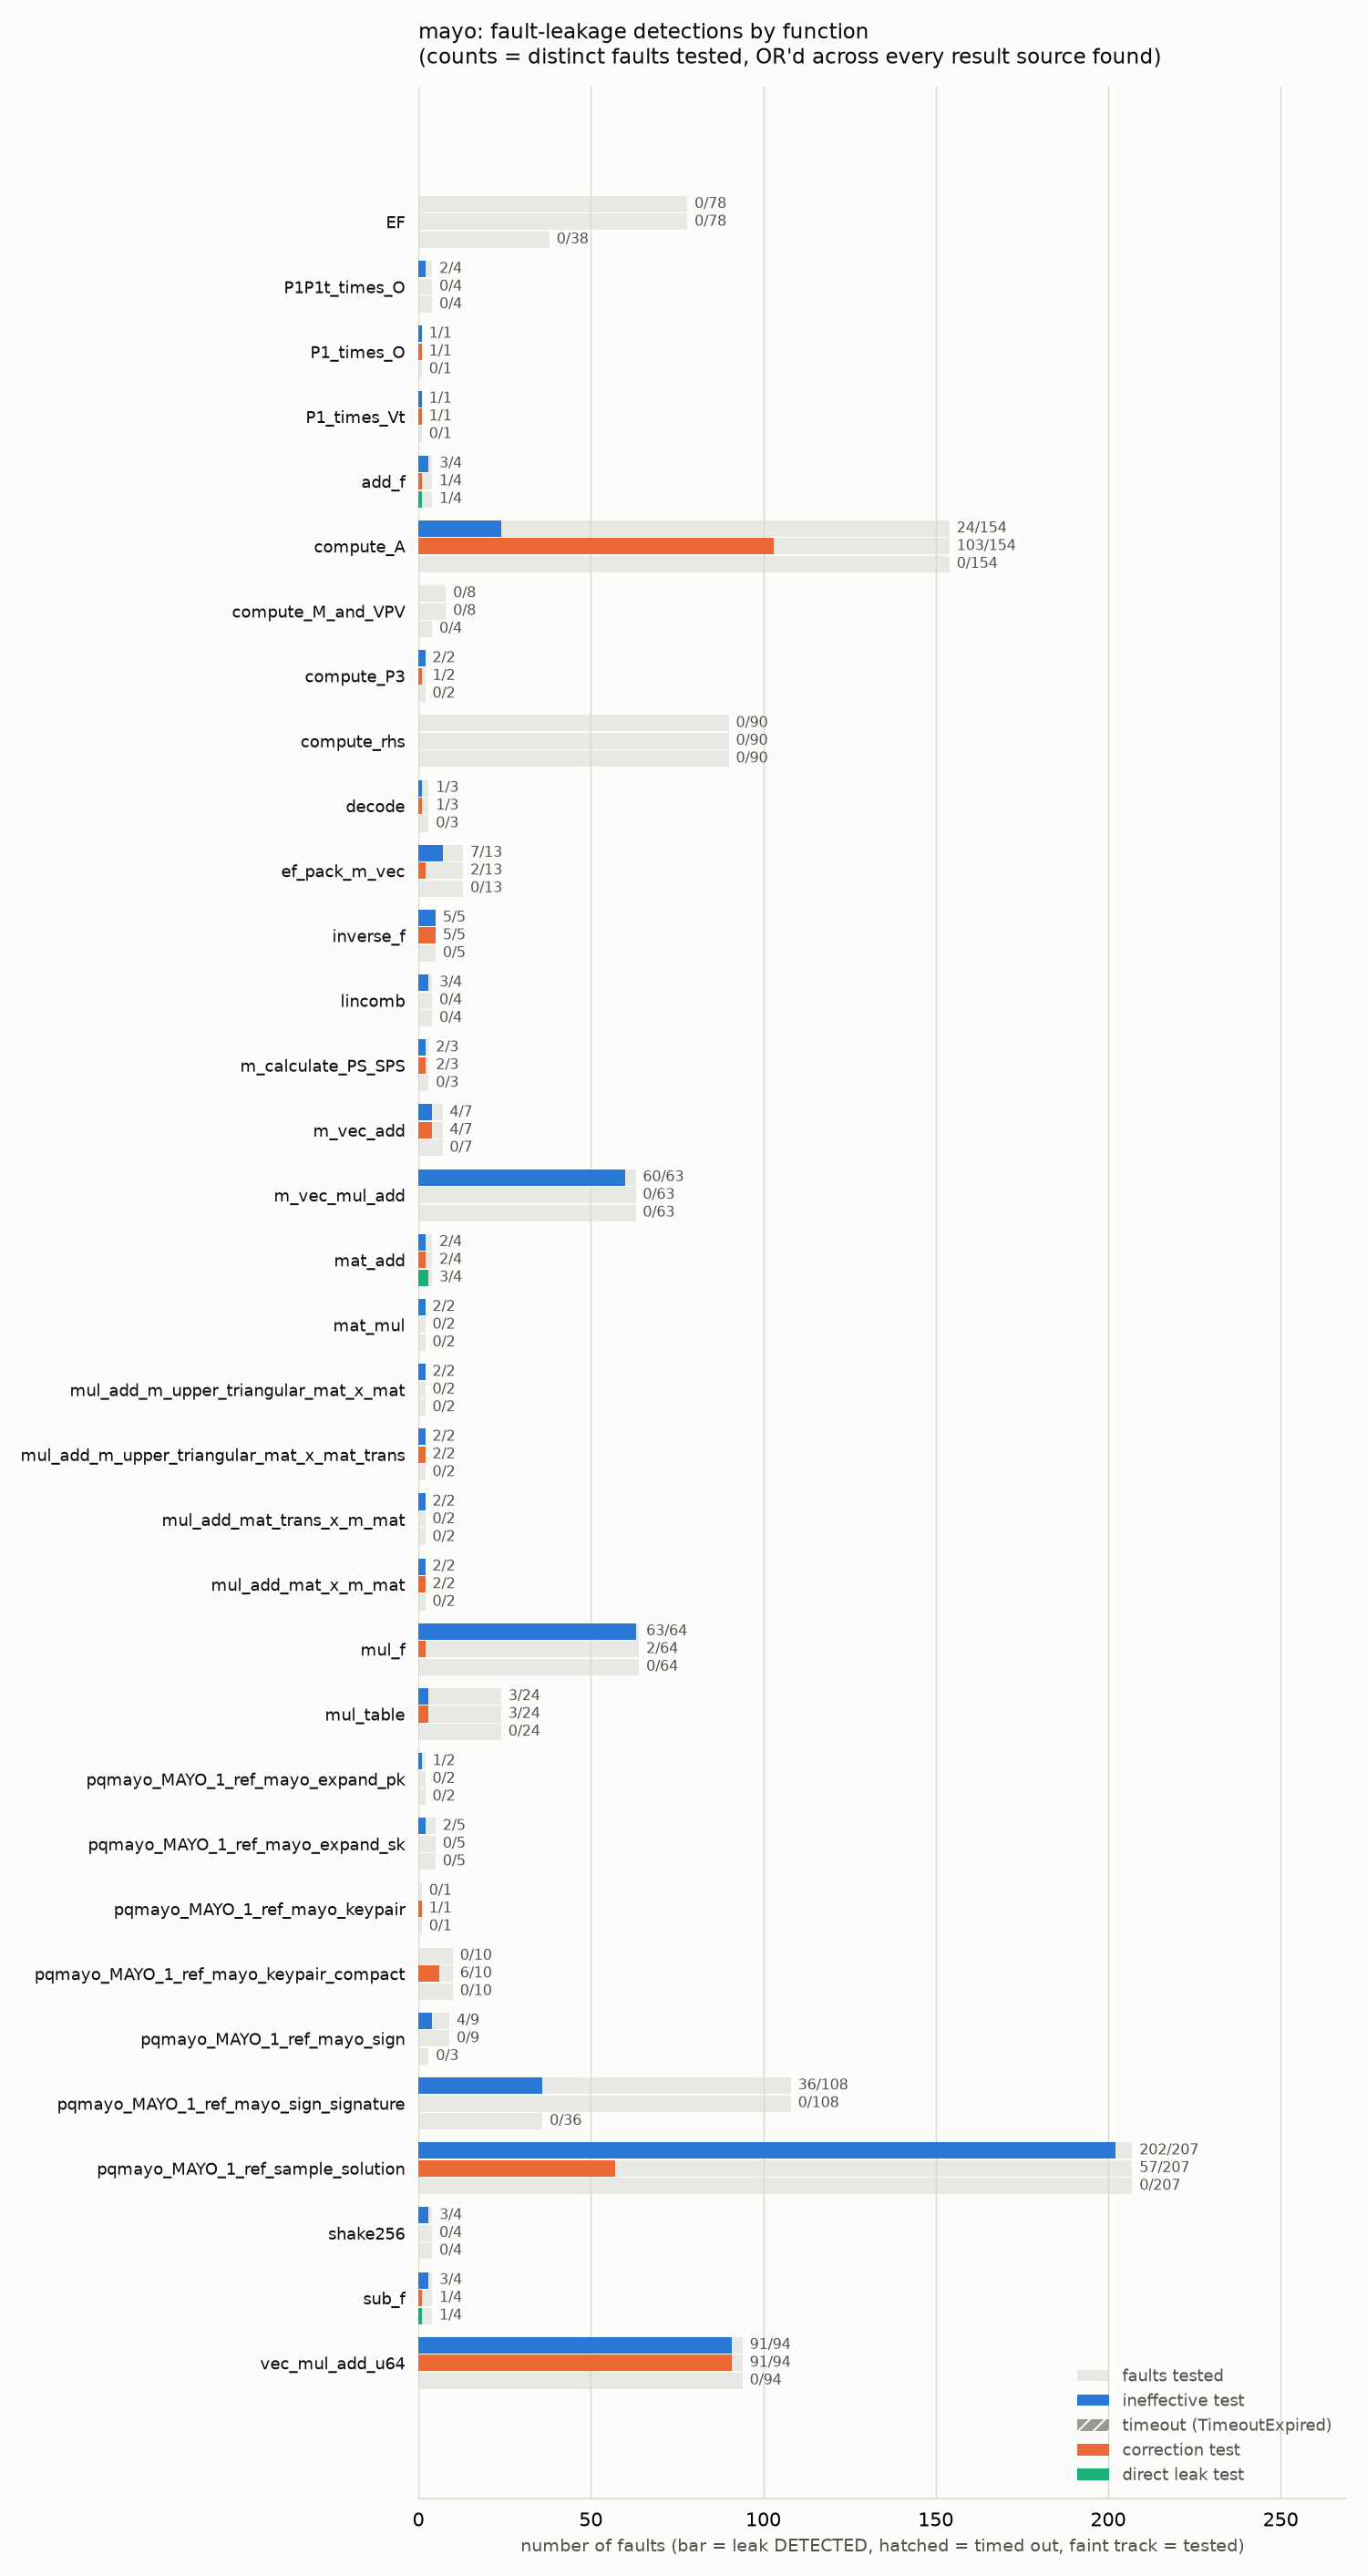 mayo: fault-leakage detections by function
(counts = distinct faults tested, OR'd across every result source found)
EF
0/78
0/78
0/38
P1P1t_times_O
2/4
0/4
0/4
P1_times_O
1/1
1/1
0/1
P1_times_Vt
1/1
1/1
0/1
add_f
3/4
1/4
1/4
compute_A
24/154
103/154
0/154
compute_M_and_VPV
0/8
0/8
0/4
compute_P3
2/2
1/2
0/2
compute_rhs
0/90
0/90
0/90
decode
1/3
1/3
0/3
ef_pack_m_vec
7/13
2/13
0/13
inverse_f
5/5
5/5
0/5
lincomb
3/4
0/4
0/4
m_calculate_PS_SPS
2/3
2/3
0/3
m_vec_add
4/7
4/7
0/7
m_vec_mul_add
60/63
0/63
0/63
mat_add
2/4
2/4
3/4
mat_mul
2/2
0/2
0/2
mul_add_m_upper_triangular_mat_x_mat
2/2
0/2
0/2
mul_add_m_upper_triangular_mat_x_mat_trans
2/2
2/2
0/2
mul_add_mat_trans_x_m_mat
2/2
0/2
0/2
mul_add_mat_x_m_mat
2/2
2/2
0/2
mul_f
63/64
2/64
0/64
mul_table
3/24
3/24
0/24
pqmayo_MAYO_1_ref_mayo_expand_pk
1/2
0/2
0/2
pqmayo_MAYO_1_ref_mayo_expand_sk
2/5
0/5
0/5
pqmayo_MAYO_1_ref_mayo_keypair
0/1
1/1
0/1
pqmayo_MAYO_1_ref_mayo_keypair_compact
0/10
6/10
0/10
pqmayo_MAYO_1_ref_mayo_sign
4/9
0/9
0/3
pqmayo_MAYO_1_ref_mayo_sign_signature
36/108
0/108
0/36
pqmayo_MAYO_1_ref_sample_solution
202/207
57/207
0/207
shake256
3/4
0/4
0/4
sub_f
3/4
1/4
1/4
vec_mul_add_u64
91/94
91/94
0/94
faults tested
ineffective test
timeout (TimeoutExpired)
correction test
direct leak test
0 50 100 150 200 250
number of faults (bar = leak DETECTED, hatched = timed out, faint track = tested)